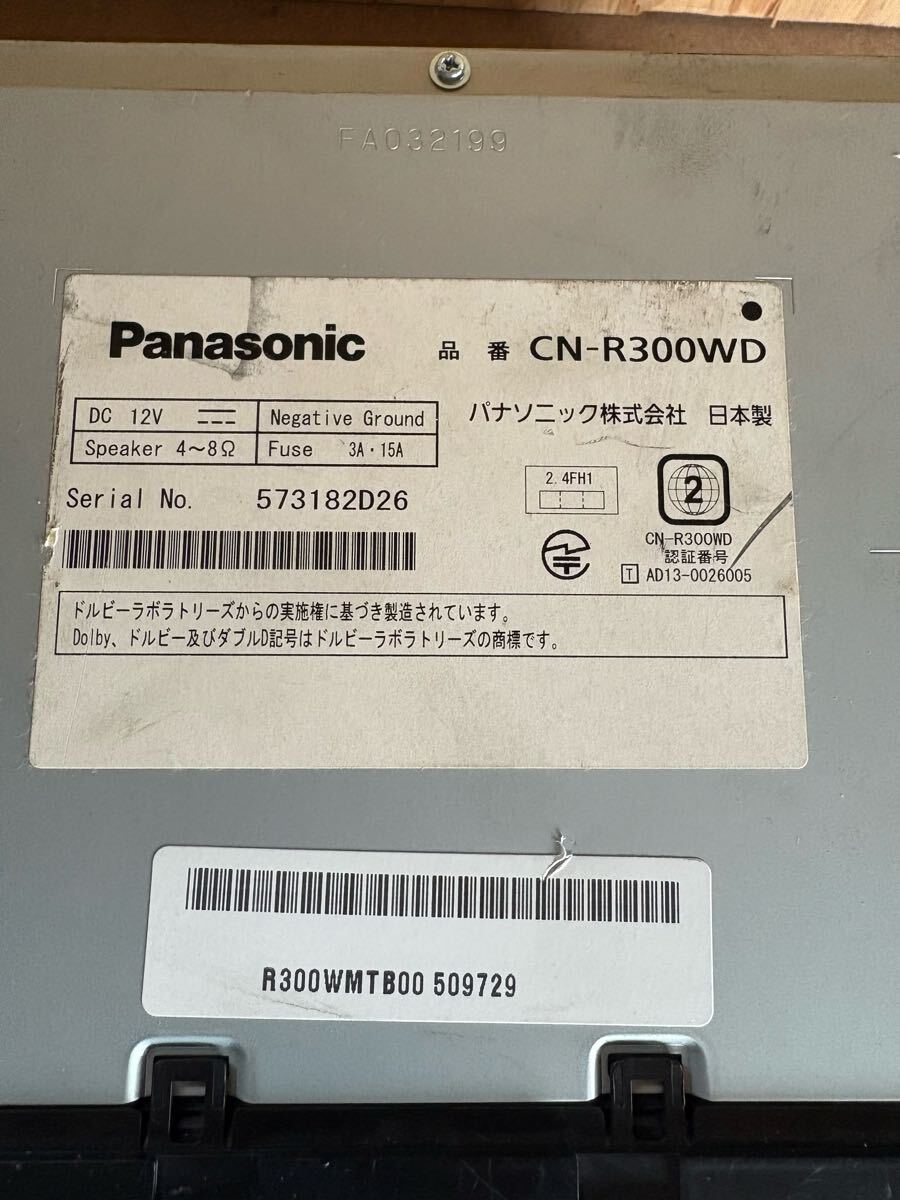 FA032199
Panasonic 品番 CN-R300WD
DC 12V Negative Ground
パナソニック株式会社 日本製
Speaker 4〜8Ω Fuse 3A・15A
2.4FH1
2
Serial No. 573182D26
CN-R300WD
認証番号
T AD13-0026005
ドルビーラボラトリーズからの実施権に基づき製造されています。
Dolby、ドルビー及びダブルD記号はドルビーラボラトリーズの商標です。
R300WMTB00 509729